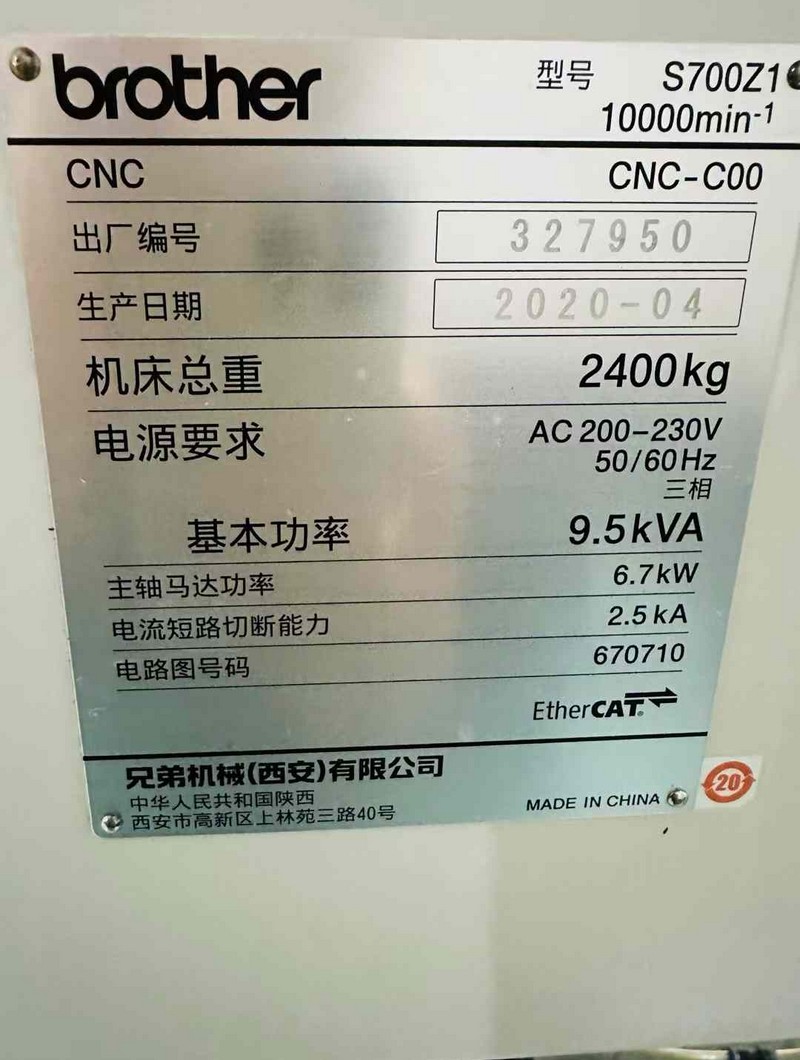 brother
型号 S700Z1
10000min-1
CNC CNC-C00
出厂编号 327950
生产日期 2020-04
机床总重 2400kg
电源要求 AC 200-230V
50/60Hz
三相
基本功率 9.5kVA
主轴马达功率 6.7kW
电流短路切断能力 2.5kA
电路图号码 670710
EtherCAT®
兄弟机械(西安)有限公司
中华人民共和国陕西
西安市高新区上林苑三路40号
MADE IN CHINA
20